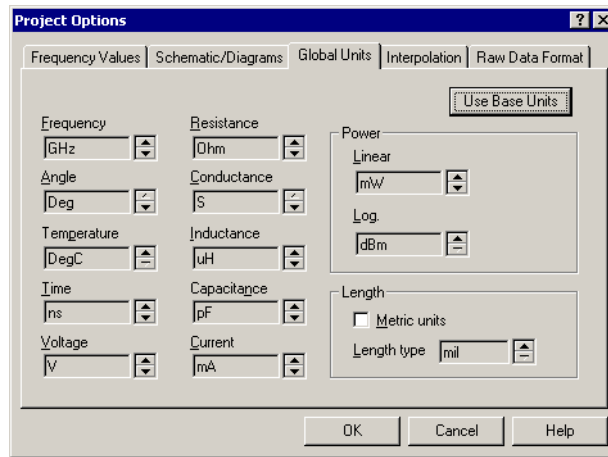 Project Options
Frequency Values
Schematic/Diagrams
Global Units
Interpolation
Raw Data Format
Use Base Units
Frequency
GHz
Angle
Deg
Temperature
DegC
Time
ns
Voltage
V
Resistance
Ohm
Conductance
S
Inductance
uH
Capacitance
pF
Current
mA
Power
Linear
mW
Log.
dBm
Length
Metric units
Length type mil
OK
Cancel
Help